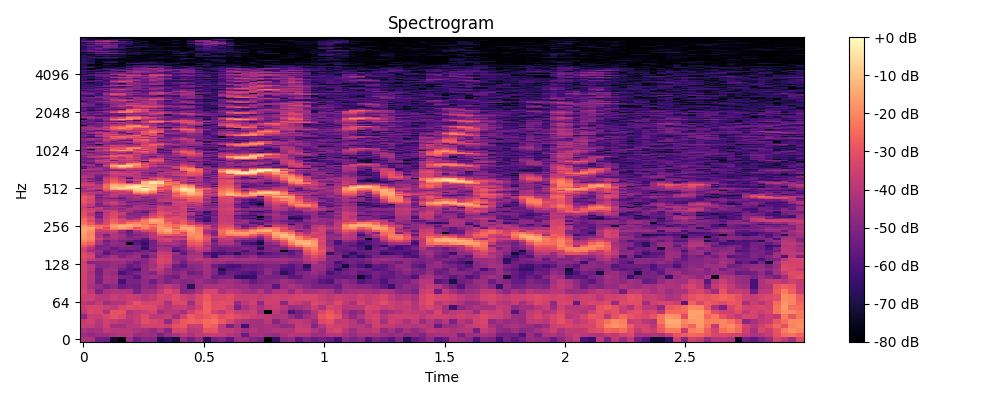 Spectrogram
Hz
4096
2048
1024
512
256
128
64
0
0 0.5 1 1.5 2 2.5
Time
+0 dB
-10 dB
-20 dB
-30 dB
-40 dB
-50 dB
-60 dB
-70 dB
-80 dB